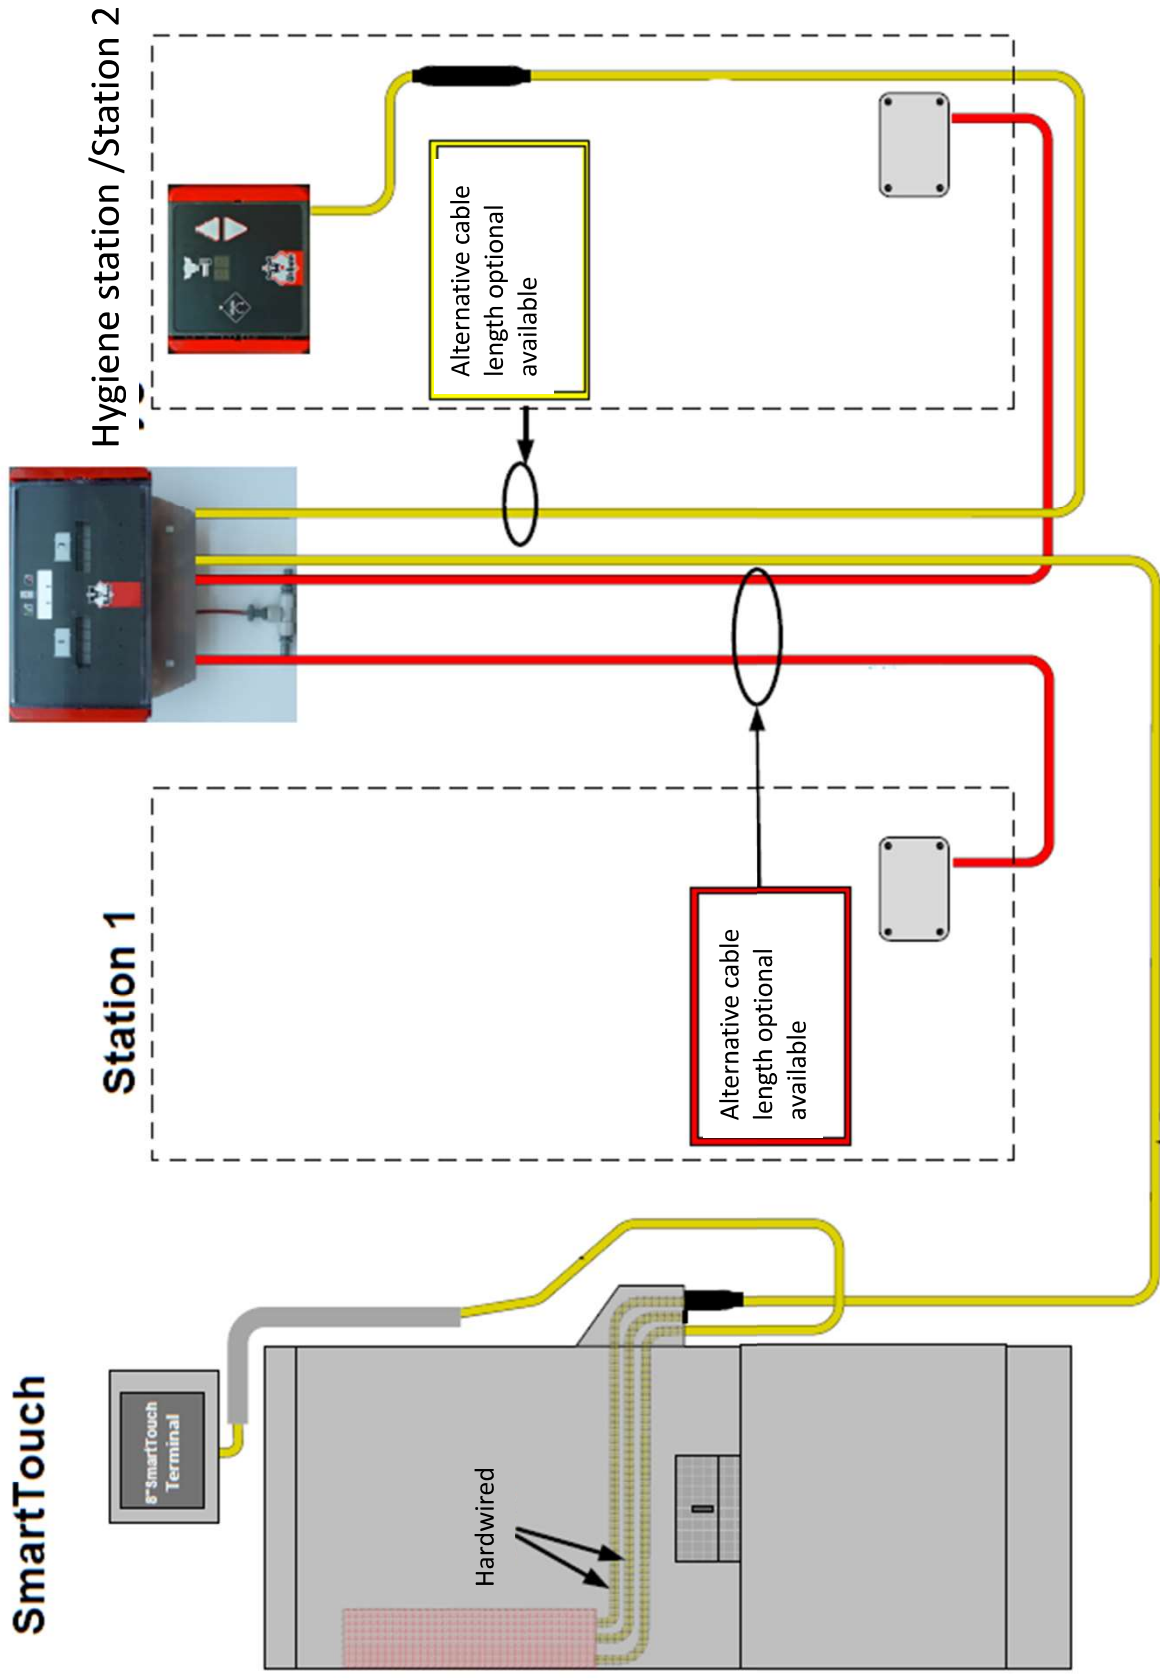 SmartTouch
8"SmartTouch
Terminal
Hardwired
Station 1
Alternative cable
length optional
available
Hygiene station /Station 2
Alternative cable
length optional
available